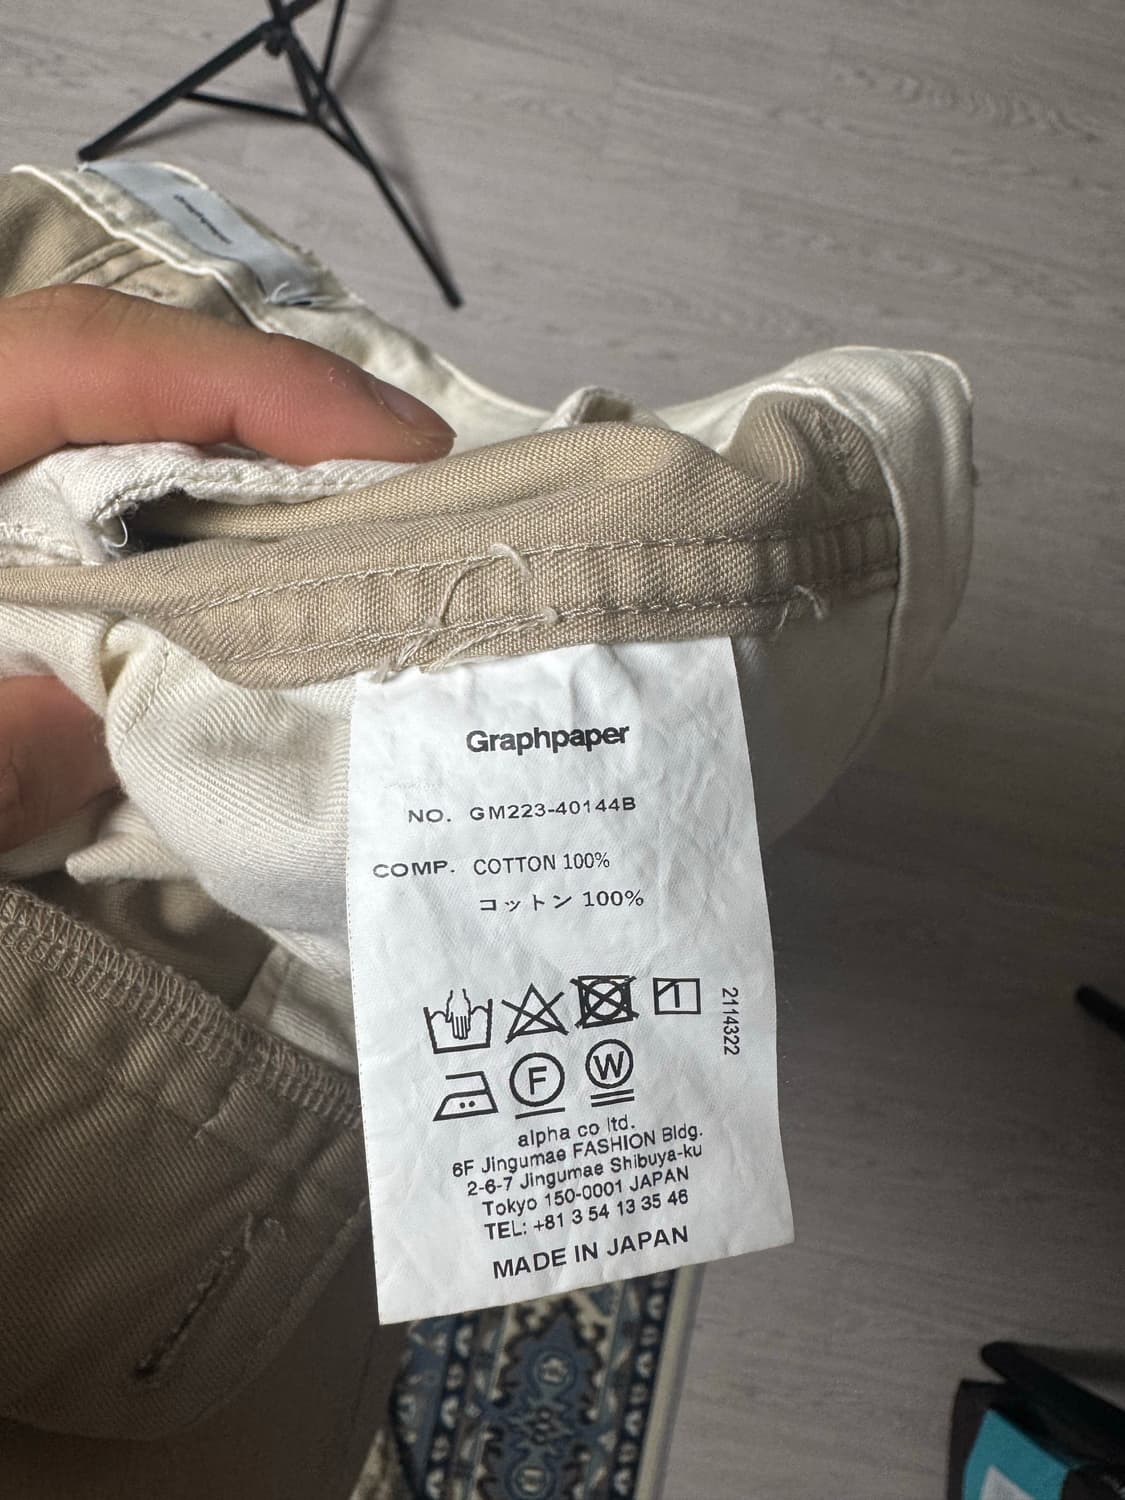 Graphpaper
Graphpaper
NO. GM223-40144B
COMP. COTTON 100%
コットン 100%
2114322
F W
alpha co ltd.
6F Jingumae FASHION Bldg.
2-6-7 Jingumae Shibuya-ku
Tokyo 150-0001 JAPAN
TEL: +81 3 54 13 35 46
MADE IN JAPAN